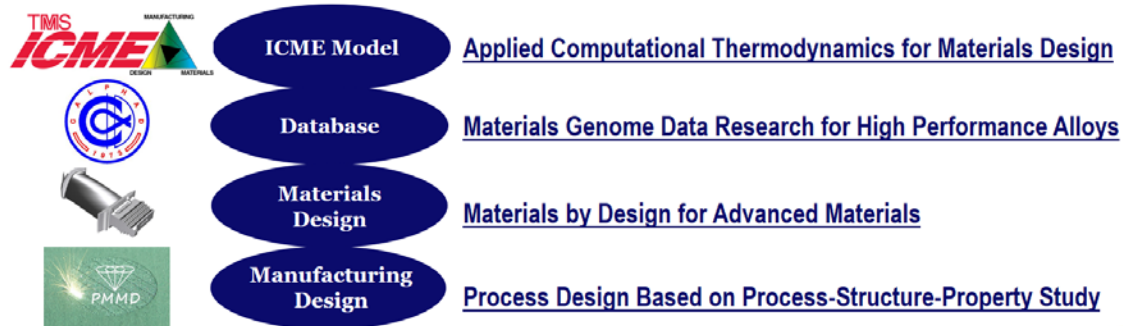 TMS
MANUFACTURING
ICME
DESIGN MATERIALS
ICME Model
Applied Computational Thermodynamics for Materials Design
CALPHAD
1973
Database
Materials Genome Data Research for High Performance Alloys
Materials
Design
Materials by Design for Advanced Materials
PMMD
Manufacturing
Design
Process Design Based on Process-Structure-Property Study